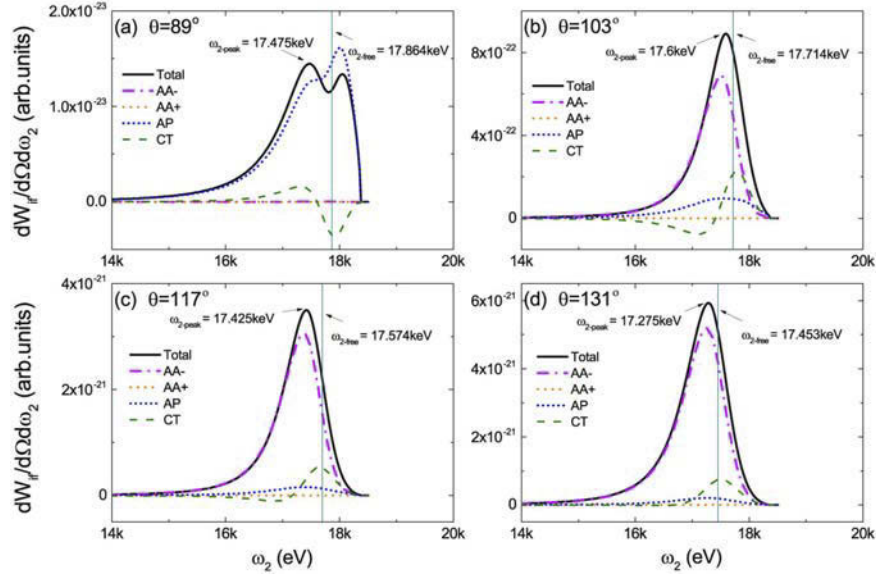 (a) θ=89°
ω2-peak = 17.475keV
ω2-free = 17.864keV
Total
AA-
AA+
AP
CT
1.0x10-23
0.0
14k 16k 18k 20k
dWif/dΩdω2 (arb.units)
(b) θ=103°
ω2-peak = 17.6keV
ω2-free = 17.714keV
Total
AA-
AA+
AP
CT
8x10-22
4x10-22
0
14k 16k 18k 20k
(c) θ=117°
ω2-peak = 17.425keV
ω2-free = 17.574keV
Total
AA-
AA+
AP
CT
4x10-21
2x10-21
0
14k 16k 18k 20k
dWif/dΩdω2 (arb.units)
ω2 (eV)
(d) θ=131°
ω2-peak = 17.275keV
ω2-free = 17.453keV
Total
AA-
AA+
AP
CT
6x10-21
4x10-21
2x10-21
0
14k 16k 18k 20k
ω2 (eV)